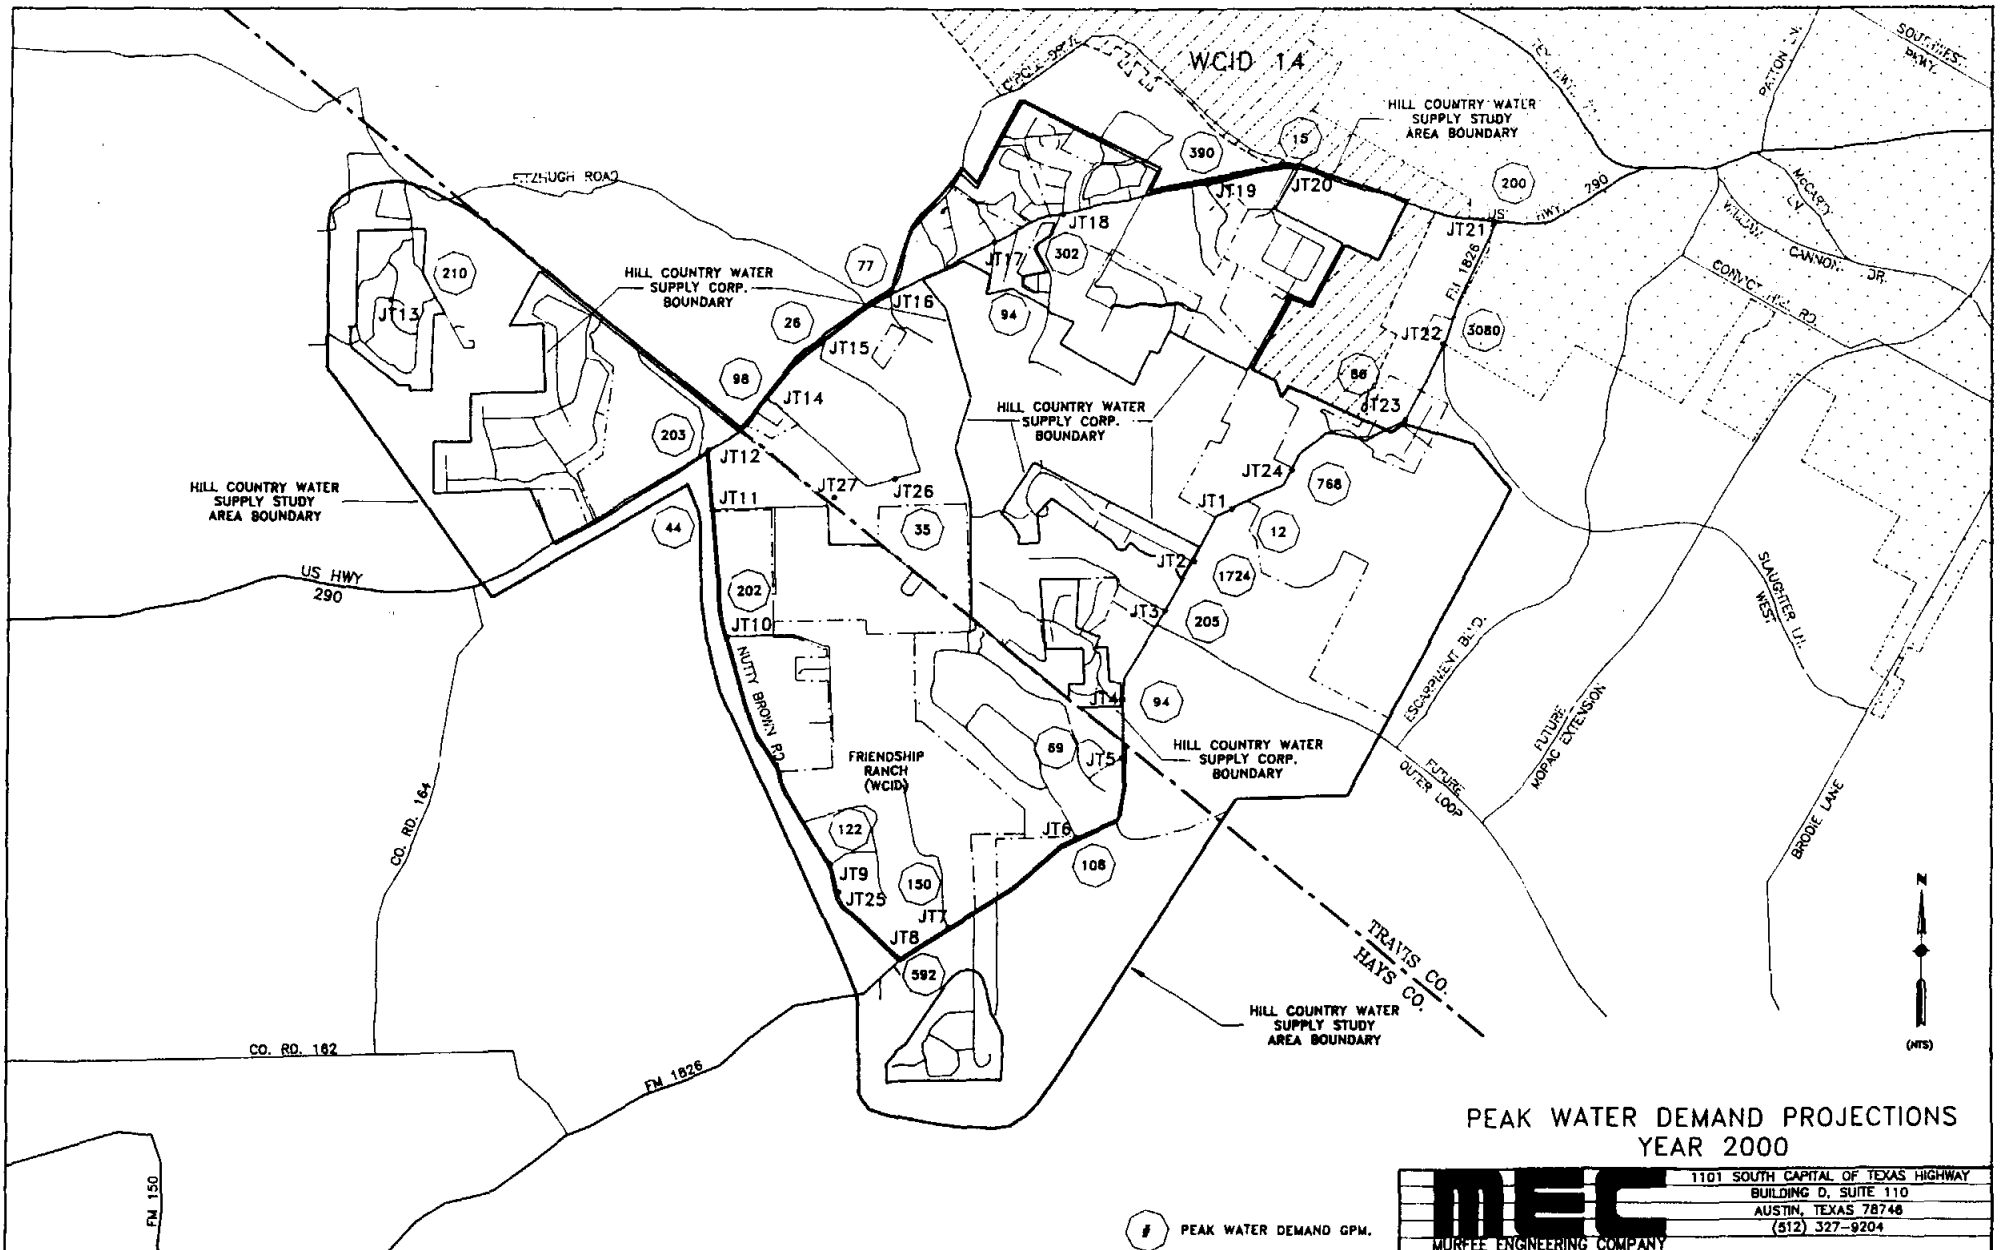 WCID 14
CIRCLE DRIVE
HILL COUNTRY WATER
SUPPLY STUDY
AREA BOUNDARY
PATTON LN.
FITZHUGH ROAD
390
15
200
US HWY. 290
McCARTY LN.
CANNON DR.
CONVICT HILL RD.
FM 1826
JT19
JT20
JT21
JT18
JT17
302
210
77
HILL COUNTRY WATER
SUPPLY CORP.
BOUNDARY
JT13
JT16
26
94
JT15
JT22
3080
98
JT14
JT23
HILL COUNTRY WATER
SUPPLY CORP.
BOUNDARY
203
JT12
JT24
768
HILL COUNTRY WATER
SUPPLY STUDY
AREA BOUNDARY
JT11
JT27
JT26
JT1
44
35
12
JT2
1724
US HWY
290
202
JT3
205
JT10
SLAUGHTER LN.
WEST
NUTTY BROWN RD.
JT4
94
ESCARPMENT BLVD.
FUTURE
MOPAC EXTENSION
FRIENDSHIP
RANCH
(WCID)
69
JT5
HILL COUNTRY WATER
SUPPLY CORP.
BOUNDARY
FUTURE
OUTER LOOP
BRODIE LANE
CO. RD. 164
122
JT6
108
JT9
JT25
150
JT7
JT8
592
TRAVIS CO.
HAYS CO.
N
(NTS)
HILL COUNTRY WATER
SUPPLY STUDY
AREA BOUNDARY
CO. RD. 162
FM 1826
FM 150
PEAK WATER DEMAND PROJECTIONS
YEAR 2000
# PEAK WATER DEMAND GPM.
MEC
MURFEE ENGINEERING COMPANY
1101 SOUTH CAPITAL OF TEXAS HIGHWAY
BUILDING D, SUITE 110
AUSTIN, TEXAS 78746
(512) 327-9204